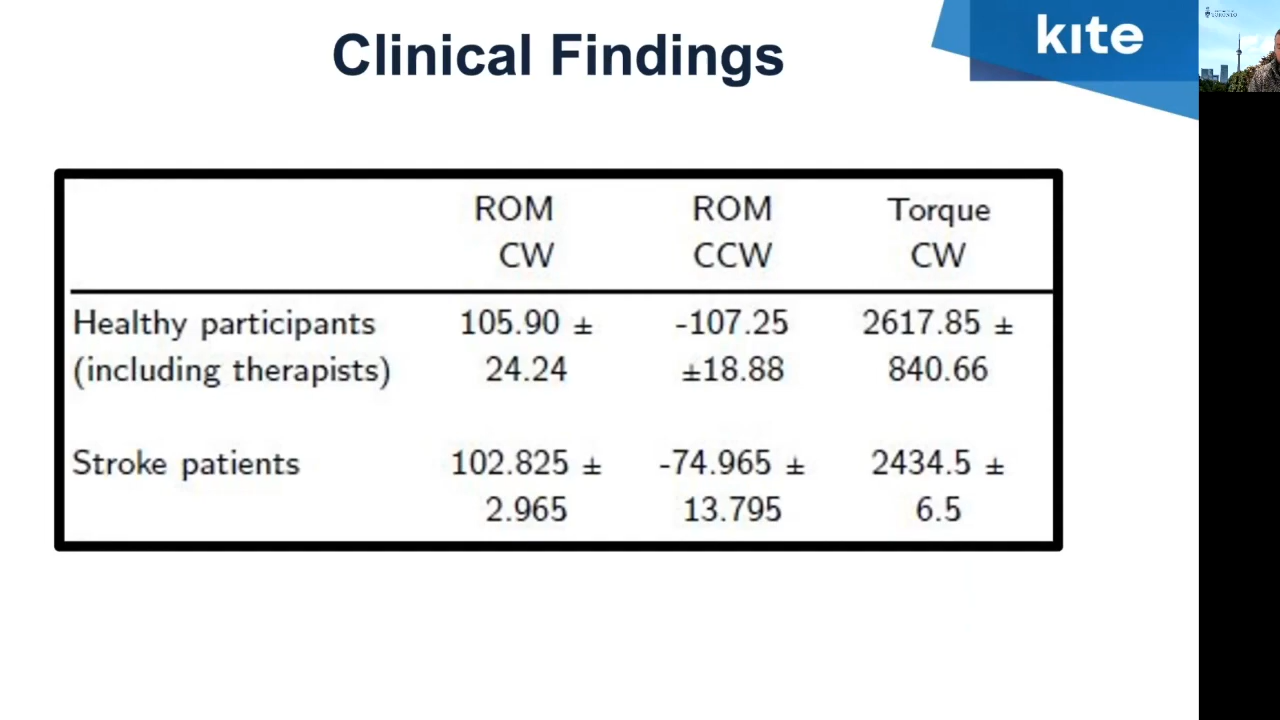 Clinical Findings
kite
TORONTO
ROM ROM Torque
CW CCW CW
Healthy participants 105.90 ± -107.25 2617.85 ±
(including therapists) 24.24 ±18.88 840.66
Stroke patients 102.825 ± -74.965 ± 2434.5 ±
2.965 13.795 6.5